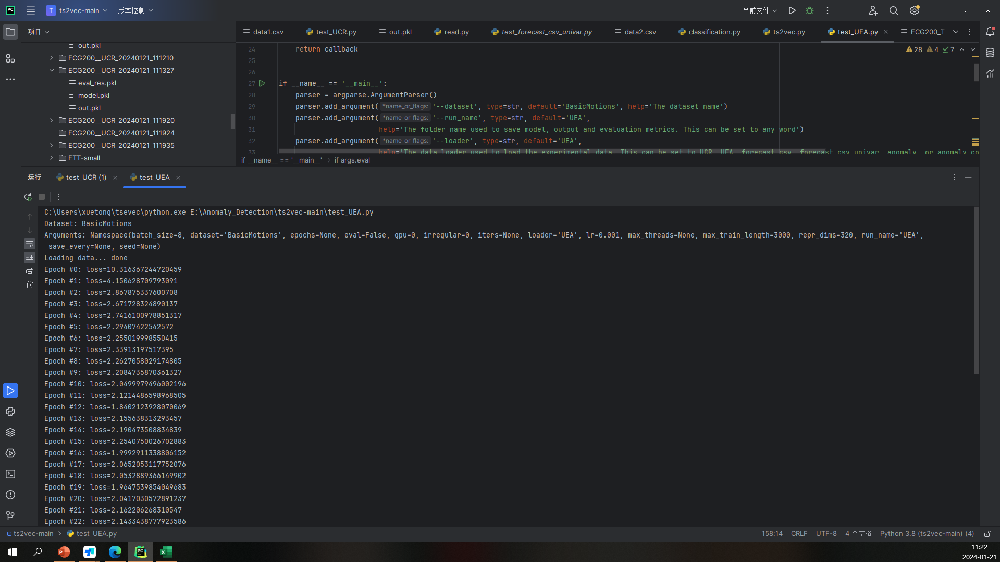 T ts2vec-main 版本控制 当前文件
项目
data1.csv test_UCR.py out.pkl read.py test_forecast_csv_univar.py data2.csv classification.py ts2vec.py test_UEA.py ECG200_T
out.pkl
ECG200__UCR_20240121_111210
ECG200__UCR_20240121_111327
eval_res.pkl
model.pkl
out.pkl
ECG200__UCR_20240121_111920
ECG200__UCR_20240121_111924
ECG200__UCR_20240121_111935
ETT-small
28 4 7
24 return callback
25
26
27 if __name__ == '__main__':
28 parser = argparse.ArgumentParser()
29 parser.add_argument( *name_or_flags: '--dataset', type=str, default='BasicMotions', help='The dataset name')
30 parser.add_argument( *name_or_flags: '--run_name', type=str, default='UEA',
31 help='The folder name used to save model, output and evaluation metrics. This can be set to any word')
32 parser.add_argument( *name_or_flags: '--loader', type=str, default='UEA',
33 help='The data loader used to load the experimental data. This can be set to UCR, UEA, forecast_csv, forecast_csv_univar, anomaly, or anomaly_co
if __name__ == '__main__' › if args.eval
运行 test_UCR (1) test_UEA
C:\Users\xuetong\tsevec\python.exe E:\Anomaly_Detection\ts2vec-main\test_UEA.py
Dataset: BasicMotions
Arguments: Namespace(batch_size=8, dataset='BasicMotions', epochs=None, eval=False, gpu=0, irregular=0, iters=None, loader='UEA', lr=0.001, max_threads=None, max_train_length=3000, repr_dims=320, run_name='UEA',
save_every=None, seed=None)
Loading data... done
Epoch #0: loss=10.316367244720459
Epoch #1: loss=4.150628709793091
Epoch #2: loss=2.867875337600708
Epoch #3: loss=2.671728324890137
Epoch #4: loss=2.7416100978851317
Epoch #5: loss=2.29407422542572
Epoch #6: loss=2.255019998550415
Epoch #7: loss=2.33913197517395
Epoch #8: loss=2.2627058029174805
Epoch #9: loss=2.2084735870361327
Epoch #10: loss=2.0499979496002196
Epoch #11: loss=2.1214486598968505
Epoch #12: loss=1.8402123928070069
Epoch #13: loss=2.155638313293457
Epoch #14: loss=2.190473508834839
Epoch #15: loss=2.2540750026702883
Epoch #16: loss=1.9992911338806152
Epoch #17: loss=2.0652053117752076
Epoch #18: loss=2.0532889366149902
Epoch #19: loss=1.9647539854049683
Epoch #20: loss=2.0417030572891237
Epoch #21: loss=2.162206268310547
Epoch #22: loss=2.1433438777923586
ts2vec-main > test_UEA.py 158:14 CRLF UTF-8 4 个空格 Python 3.8 (ts2vec-main) (4)
11:22
2024-01-21